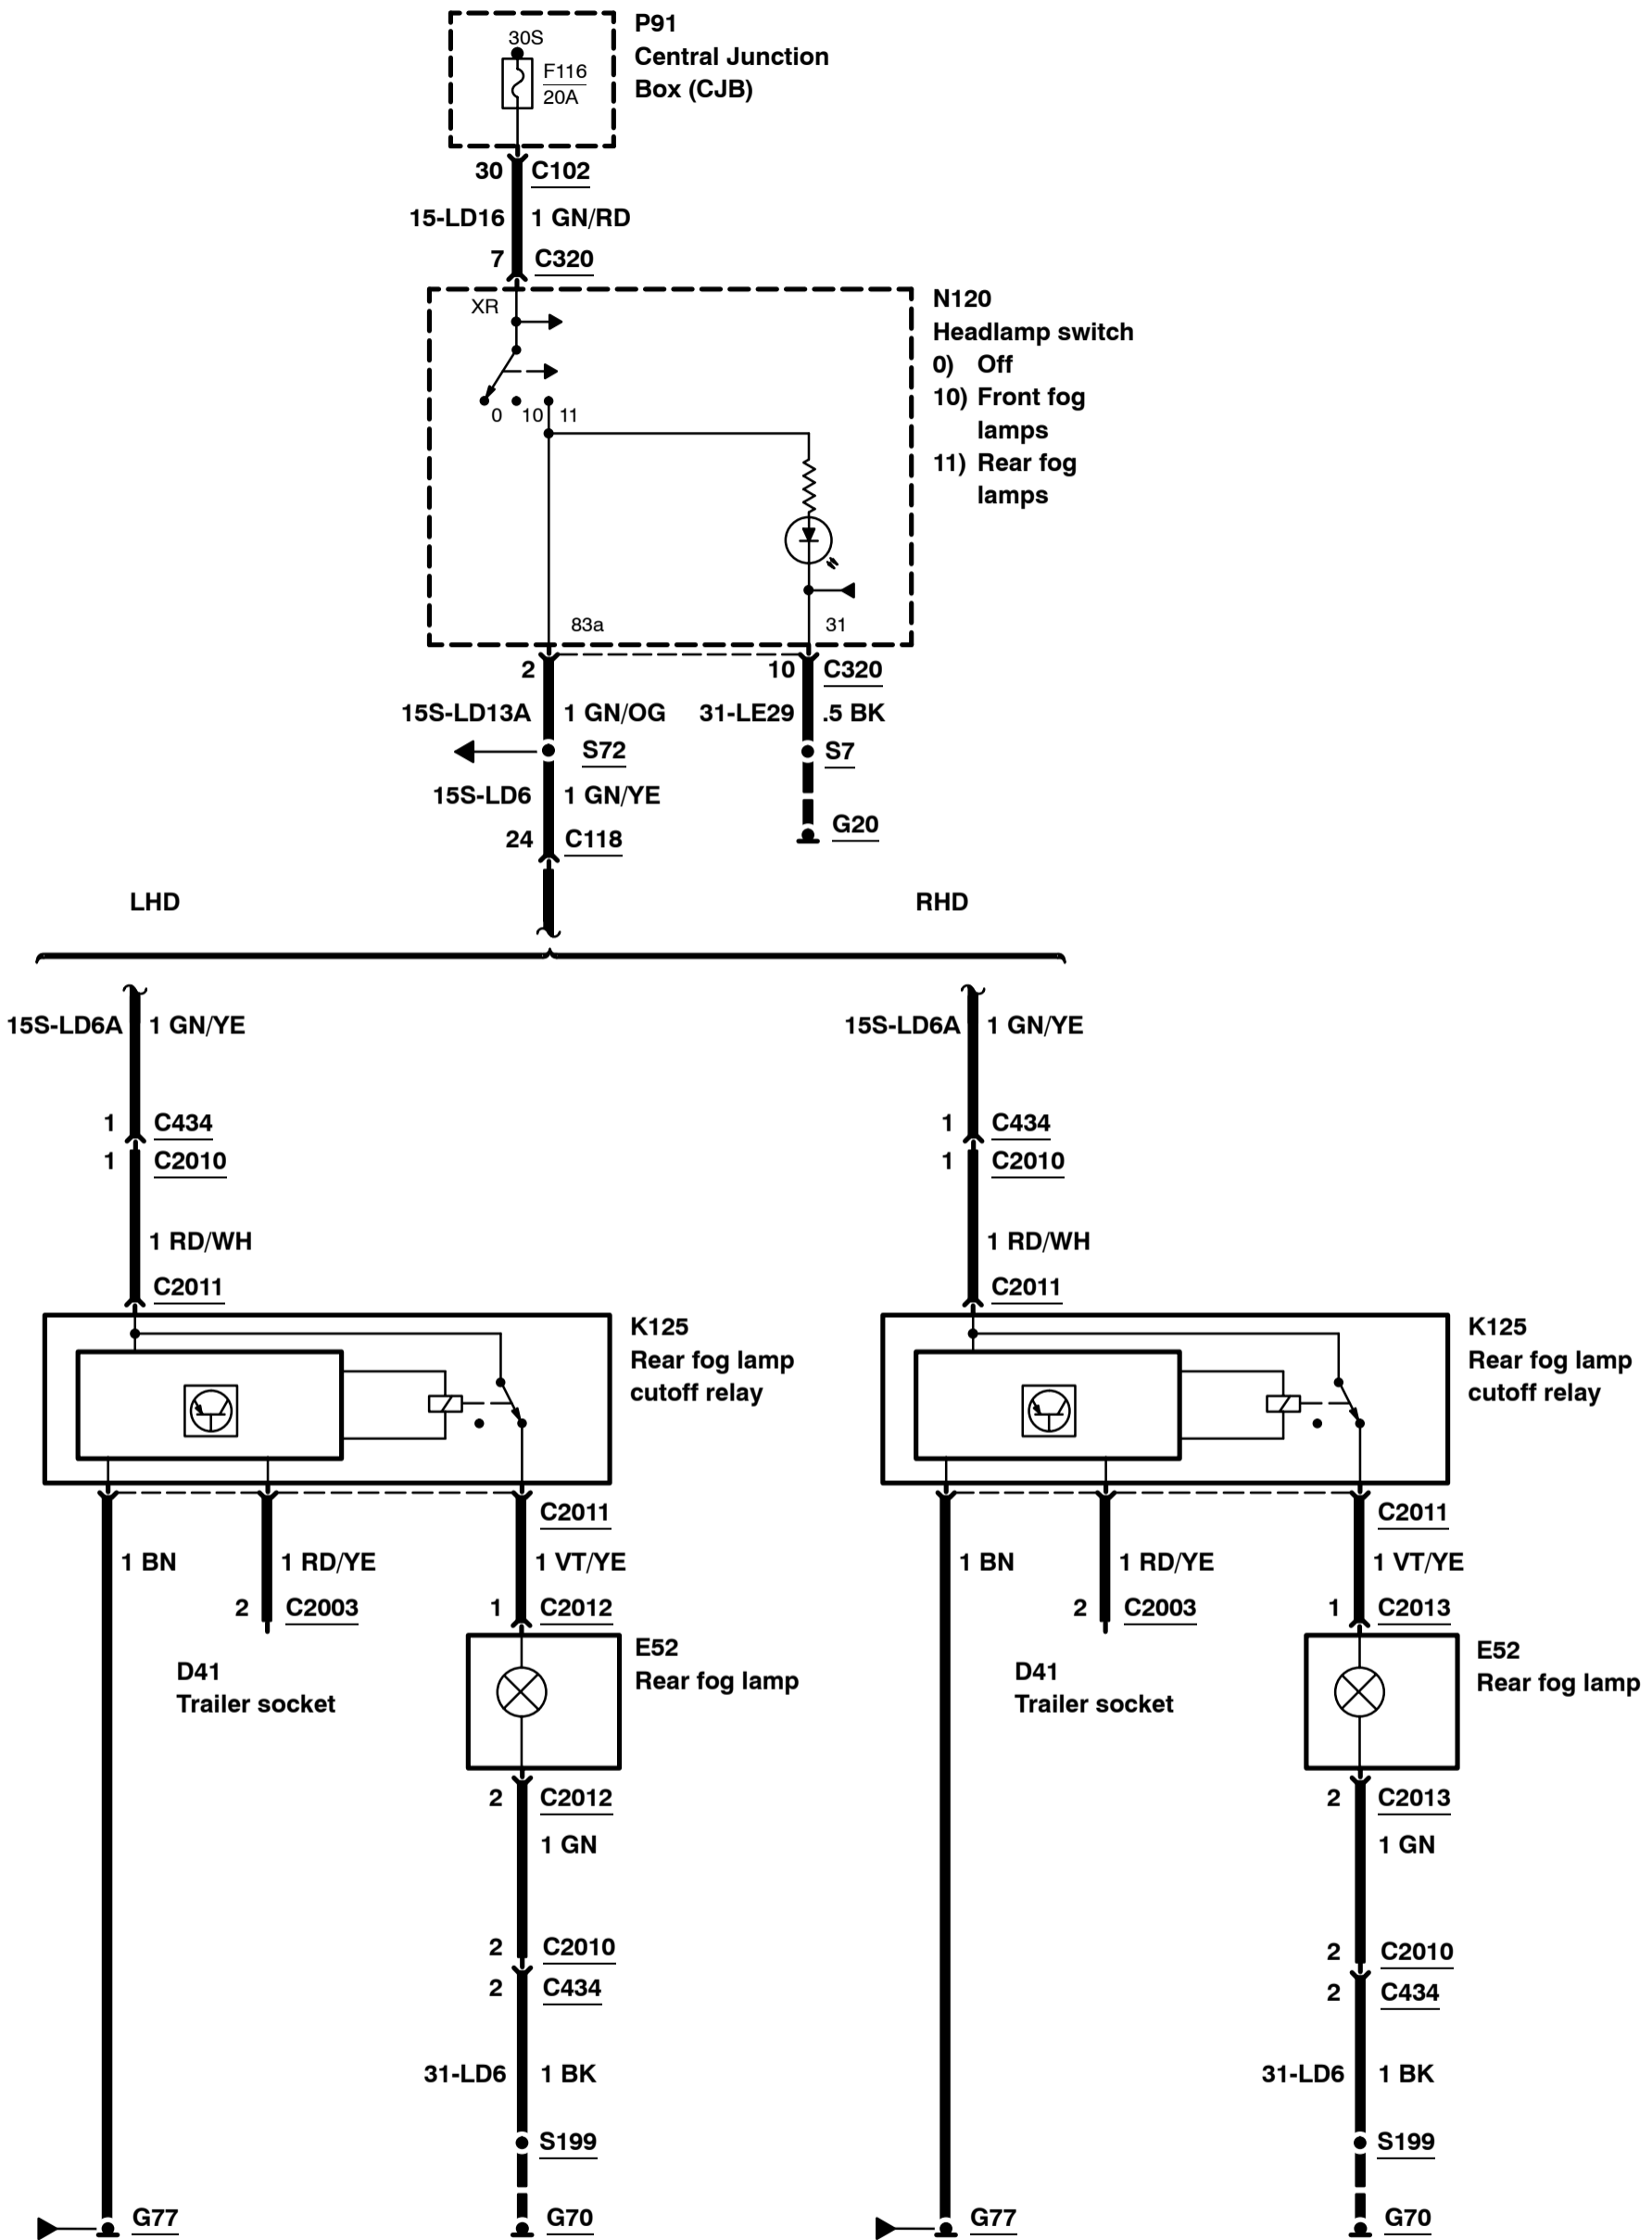 30S
F116
20A
P91
Central Junction
Box (CJB)
30 C102
15-LD16 1 GN/RD
7 C320
XR
0 10 11
N120
Headlamp switch
0) Off
10) Front fog
lamps
11) Rear fog
lamps
83a 31
2 10 C320
15S-LD13A 1 GN/OG 31-LE29 .5 BK
S72 S7
15S-LD6 1 GN/YE
G20
24 C118
LHD RHD
15S-LD6A 1 GN/YE 15S-LD6A 1 GN/YE
1 C434 1 C434
1 C2010 1 C2010
1 RD/WH 1 RD/WH
C2011 C2011
K125
Rear fog lamp
cutoff relay
K125
Rear fog lamp
cutoff relay
C2011 C2011
1 BN 1 RD/YE 1 VT/YE 1 BN 1 RD/YE 1 VT/YE
2 C2003 1 C2012 2 C2003 1 C2013
D41
Trailer socket
E52
Rear fog lamp
D41
Trailer socket
E52
Rear fog lamp
2 C2012 2 C2013
1 GN 1 GN
2 C2010 2 C2010
2 C434 2 C434
31-LD6 1 BK 31-LD6 1 BK
S199 S199
G77 G70 G77 G70